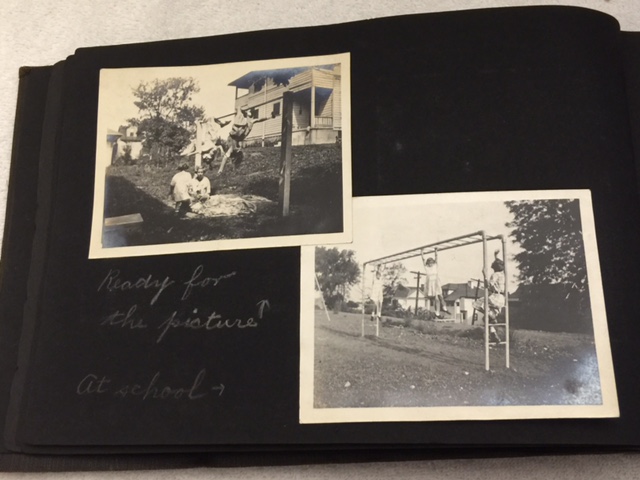 Ready for
the picture ↑
At school →